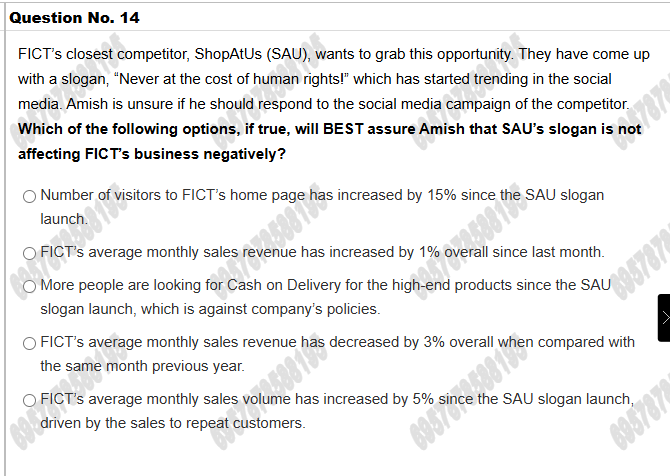 Question No. 14
FICT's closest competitor, ShopAtUs (SAU), wants to grab this opportunity. They have come up
with a slogan, “Never at the cost of human rights!” which has started trending in the social
media. Amish is unsure if he should respond to the social media campaign of the competitor.
Which of the following options, if true, will BEST assure Amish that SAU's slogan is not
affecting FICT's business negatively?
Number of visitors to FICT's home page has increased by 15% since the SAU slogan
launch.
FICT's average monthly sales revenue has increased by 1% overall since last month.
More people are looking for Cash on Delivery for the high-end products since the SAU
slogan launch, which is against company's policies.
FICT's average monthly sales revenue has decreased by 3% overall when compared with
the same month previous year.
FICT's average monthly sales volume has increased by 5% since the SAU slogan launch,
driven by the sales to repeat customers.